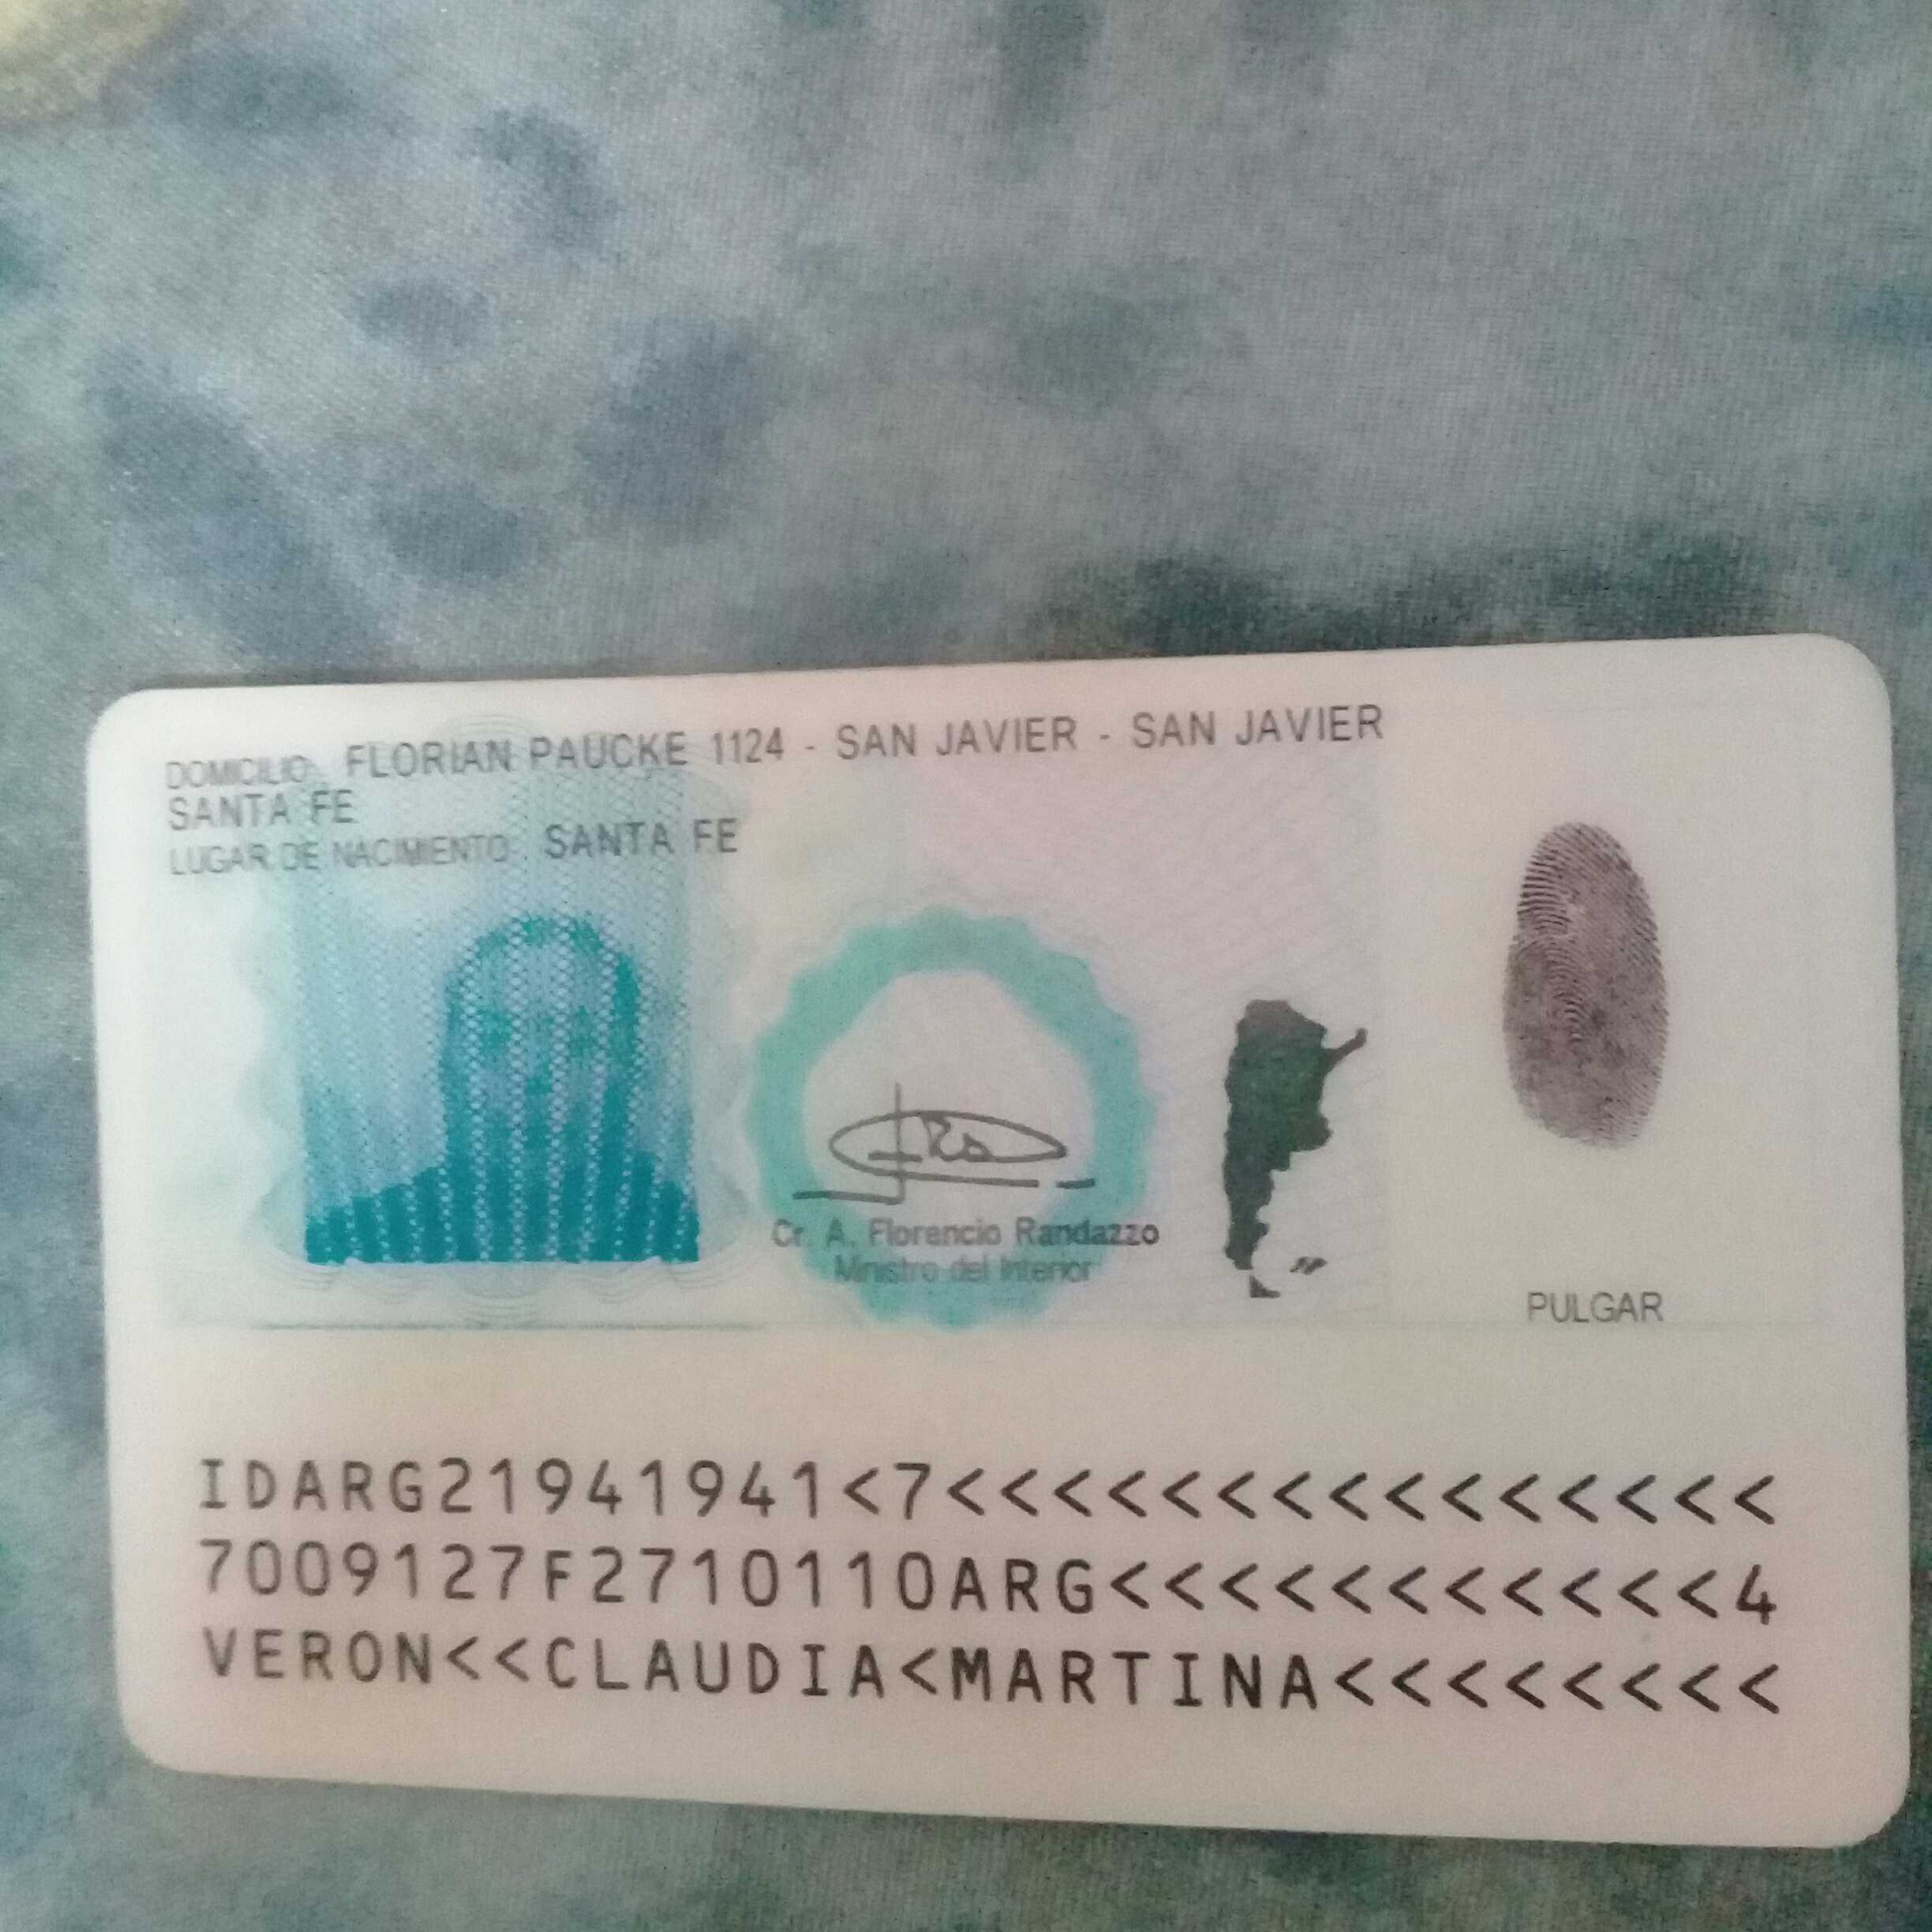 DOMICILIO: FLORIAN PAUCKE 1124 - SAN JAVIER - SAN JAVIER
SANTA FE
LUGAR DE NACIMIENTO: SANTA FE
Cr. A. Florencio Randazzo
Ministro del Interior
PULGAR
IDARG21941941<7<<<<<<<<<<<<<<<
7009127F2710110ARG<<<<<<<<<<<4
VERON<<CLAUDIA<MARTINA<<<<<<<<